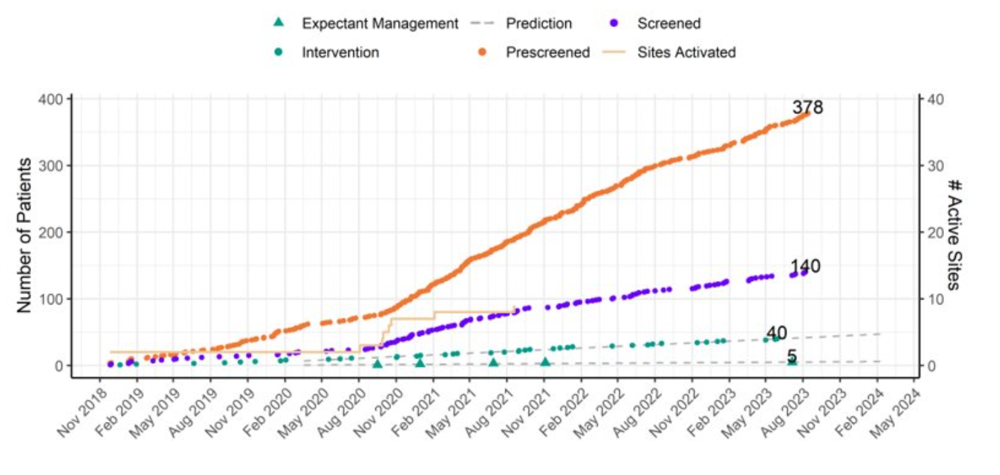 Expectant Management Prediction Screened
Intervention Prescreened Sites Activated
400 40
378
300 30
200 20
140
100 10
40
5
0 0
Number of Patients
# Active Sites
Nov 2018 Feb 2019 May 2019 Aug 2019 Nov 2019 Feb 2020 May 2020 Aug 2020 Nov 2020 Feb 2021 May 2021 Aug 2021 Nov 2021 Feb 2022 May 2022 Aug 2022 Nov 2022 Feb 2023 May 2023 Aug 2023 Nov 2023 Feb 2024 May 2024